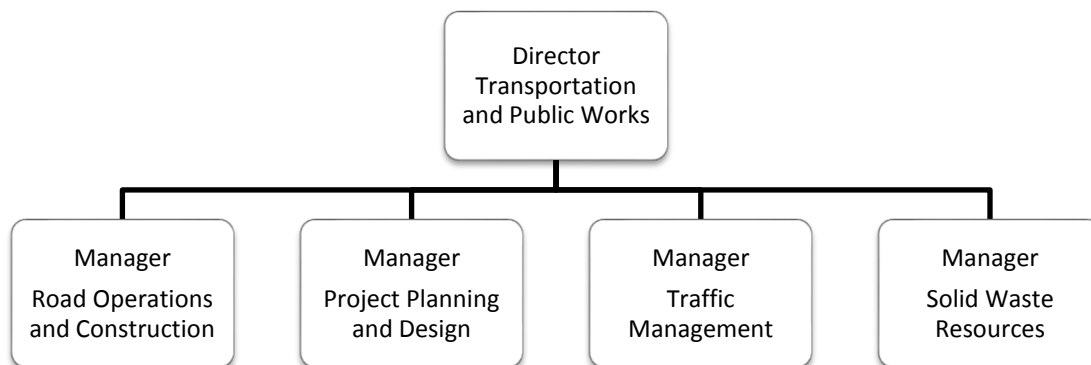 Director
Transportation
and Public Works
Manager
Road Operations
and Construction
Manager
Project Planning
and Design
Manager
Traffic
Management
Manager
Solid Waste
Resources